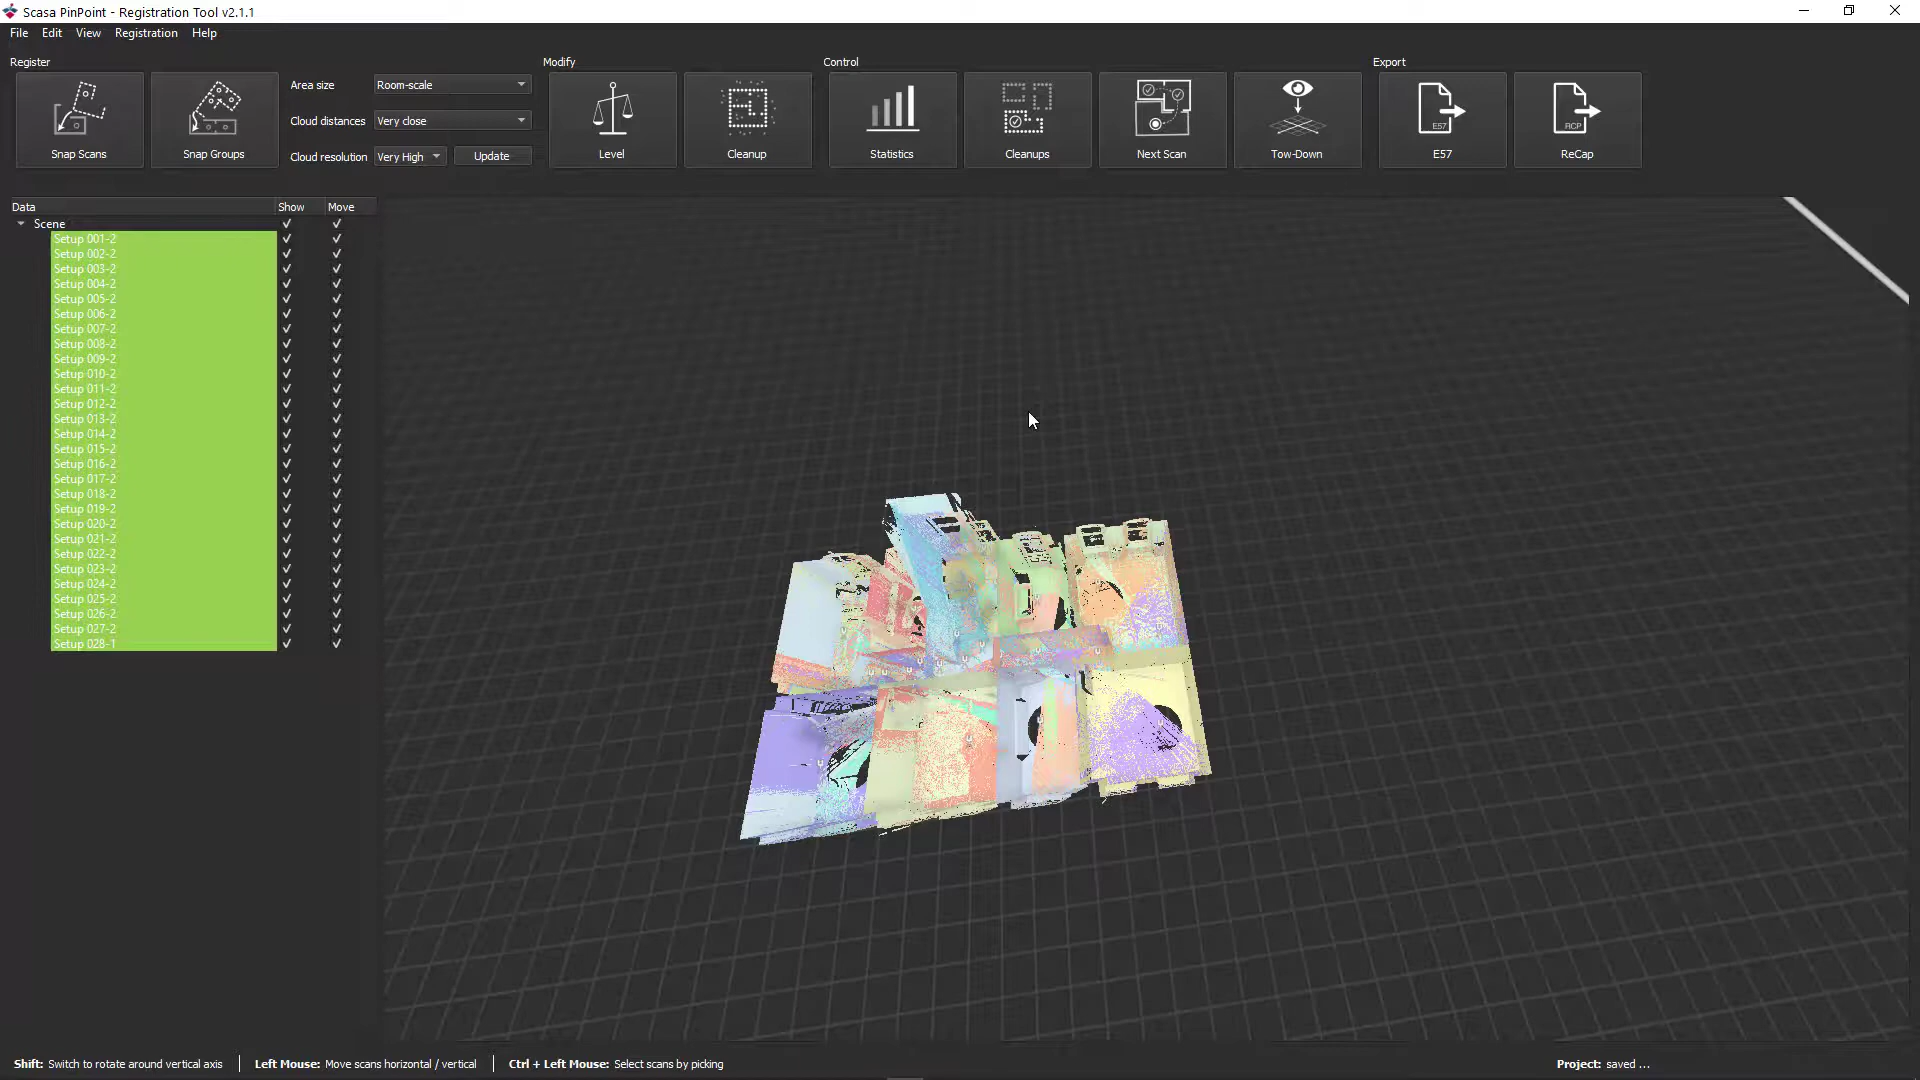 Scasa PinPoint - Registration Tool v2.1.1
File Edit View Registration Help
Register
Modify
Control
Export
Snap Scans
Snap Groups
Area size Room-scale
Cloud distances Very close
Cloud resolution Very High Update
Level
Cleanup
Statistics
Cleanups
Next Scan
Tow-Down
E57
E57
RCP
ReCap
Data Show Move
Scene
Setup 001-2
Setup 002-2
Setup 003-2
Setup 004-2
Setup 005-2
Setup 006-2
Setup 007-2
Setup 008-2
Setup 009-2
Setup 010-2
Setup 011-2
Setup 012-2
Setup 013-2
Setup 014-2
Setup 015-2
Setup 016-2
Setup 017-2
Setup 018-2
Setup 019-2
Setup 020-2
Setup 021-2
Setup 022-2
Setup 023-2
Setup 024-2
Setup 025-2
Setup 026-2
Setup 027-2
Setup 028-1
Shift: Switch to rotate around vertical axis Left Mouse: Move scans horizontal / vertical Ctrl + Left Mouse: Select scans by picking Project: saved ...